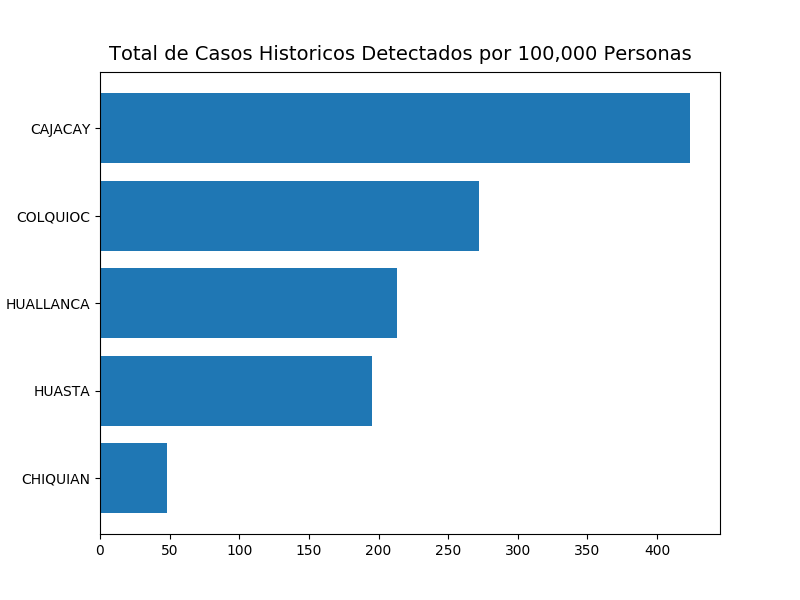 Total de Casos Historicos Detectados por 100,000 Personas
CAJACAY
COLQUIOC
HUALLANCA
HUASTA
CHIQUIAN
0 50 100 150 200 250 300 350 400